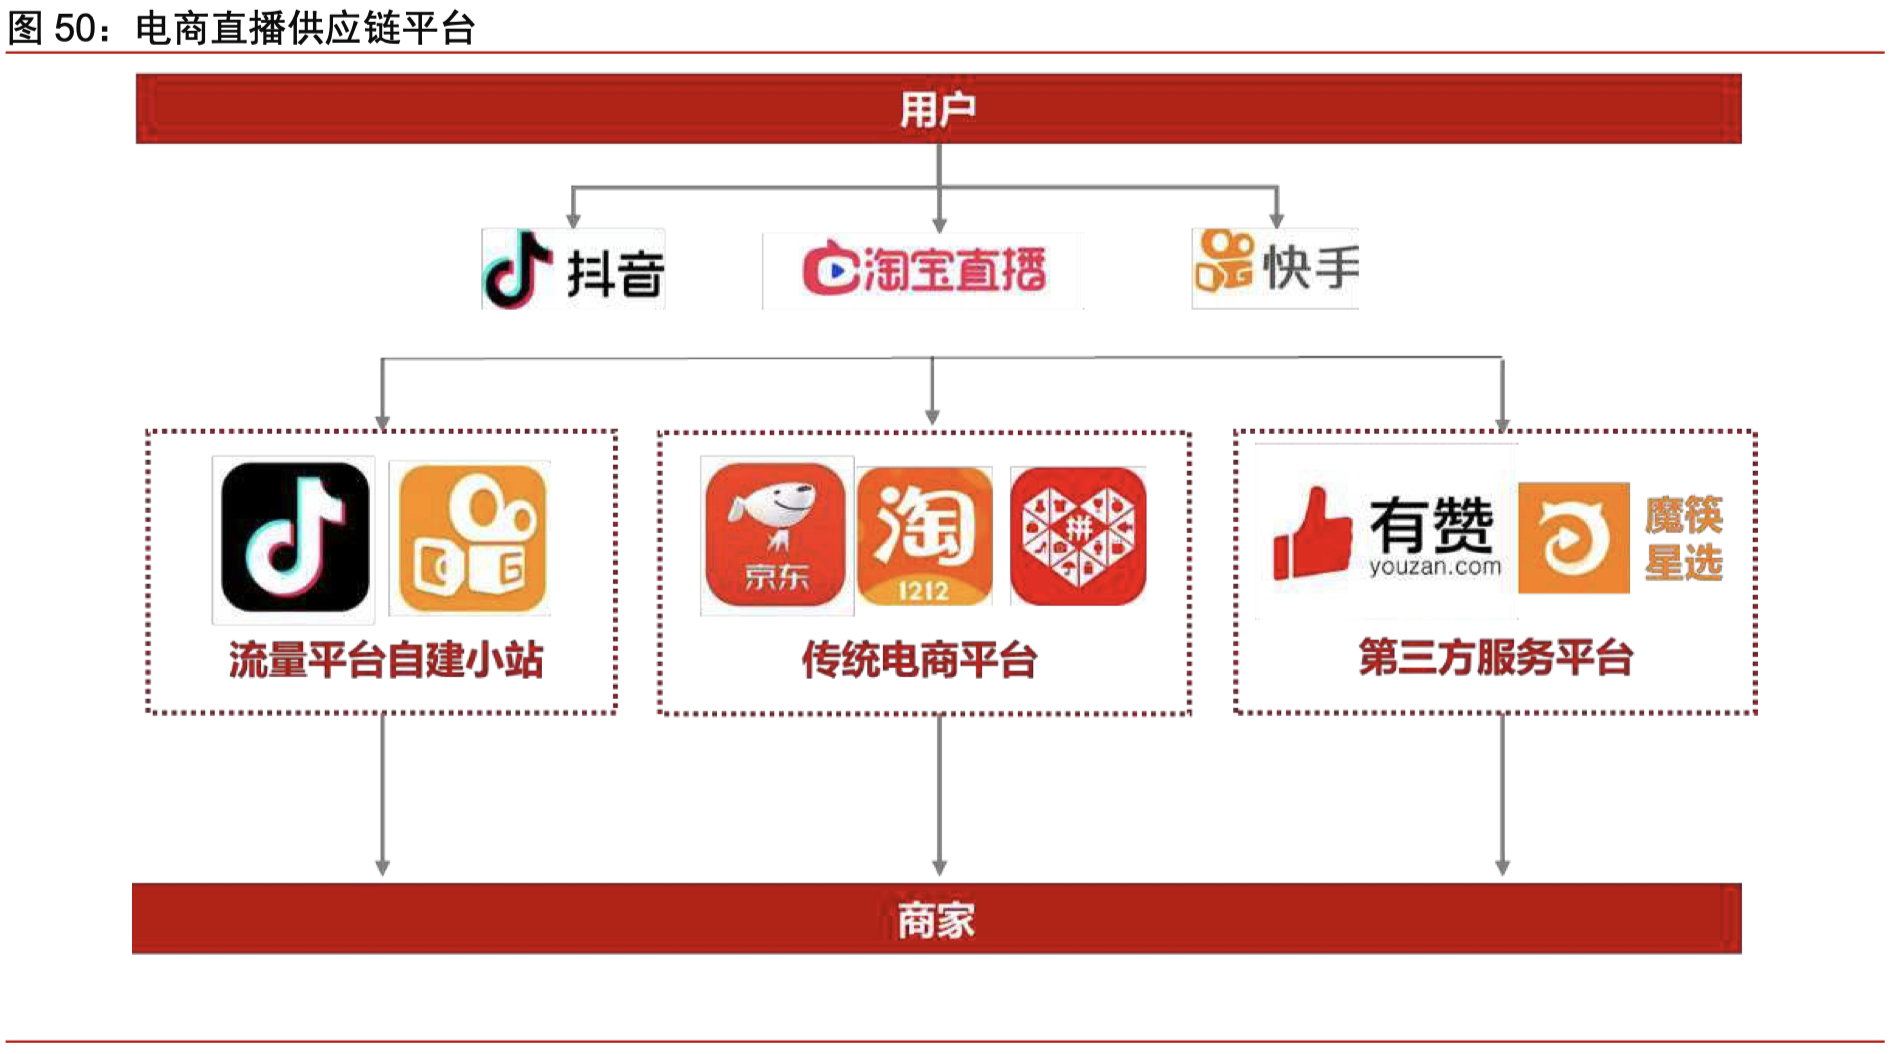 图 50：电商直播供应链平台
用户
抖音
淘宝直播
快手
京东
淘
1212
拼
有赞
youzan.com
魔筷
星选
流量平台自建小站
传统电商平台
第三方服务平台
商家